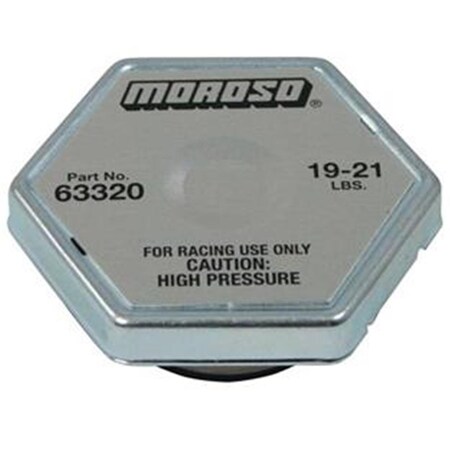 MOROSO®
Part No.
63320
19-21
LBS.
FOR RACING USE ONLY
CAUTION:
HIGH PRESSURE